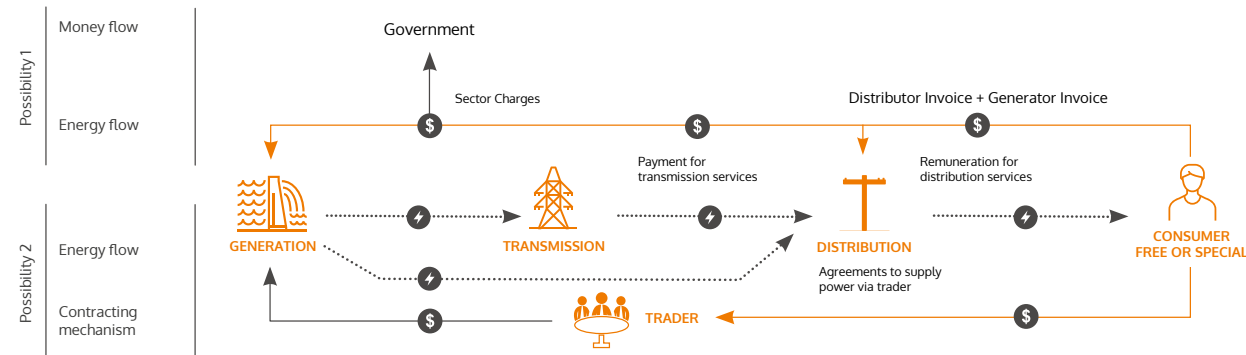 Possibility 1
Money flow
Energy flow
Government
Sector Charges
Distributor Invoice + Generator Invoice
$
$
$
Payment for
transmission services
Remuneration for
distribution services
GENERATION
TRANSMISSION
DISTRIBUTION
CONSUMER
FREE OR SPECIAL
Possibility 2
Energy flow
Contracting
mechanism
Agreements to supply
power via trader
$
TRADER
$